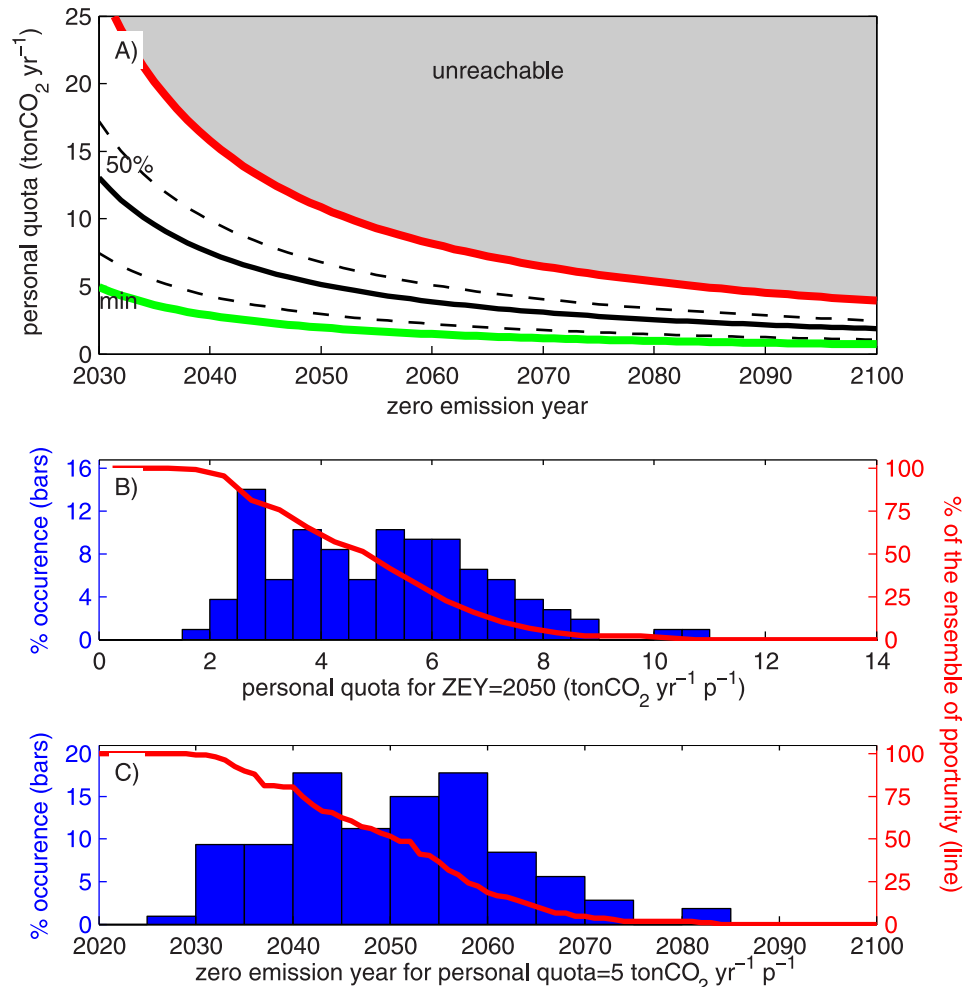 25
20
15
10
5
0
personal quota (tonCO₂ yr⁻¹)
A)
unreachable
50%
min
2030 2040 2050 2060 2070 2080 2090 2100
zero emission year
16
12
8
4
0
% occurence (bars)
B)
100
75
50
25
0
0 2 4 6 8 10 12 14
personal quota for ZEY=2050 (tonCO₂ yr⁻¹ p⁻¹)
% of the ensemble of pportunity (line)
20
15
10
5
0
% occurence (bars)
C)
100
75
50
25
0
2020 2030 2040 2050 2060 2070 2080 2090 2100
zero emission year for personal quota=5 tonCO₂ yr⁻¹ p⁻¹